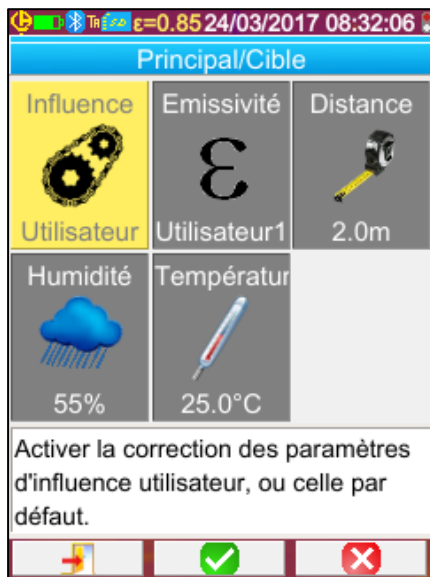 ε=0.85 24/03/2017 08:32:06
Principal/Cible
Influence Emissivité Distance
ε
Utilisateur Utilisateur1 2.0m
Humidité Températur
55% 25.0°C
Activer la correction des paramètres
d'influence utilisateur, ou celle par
défaut.